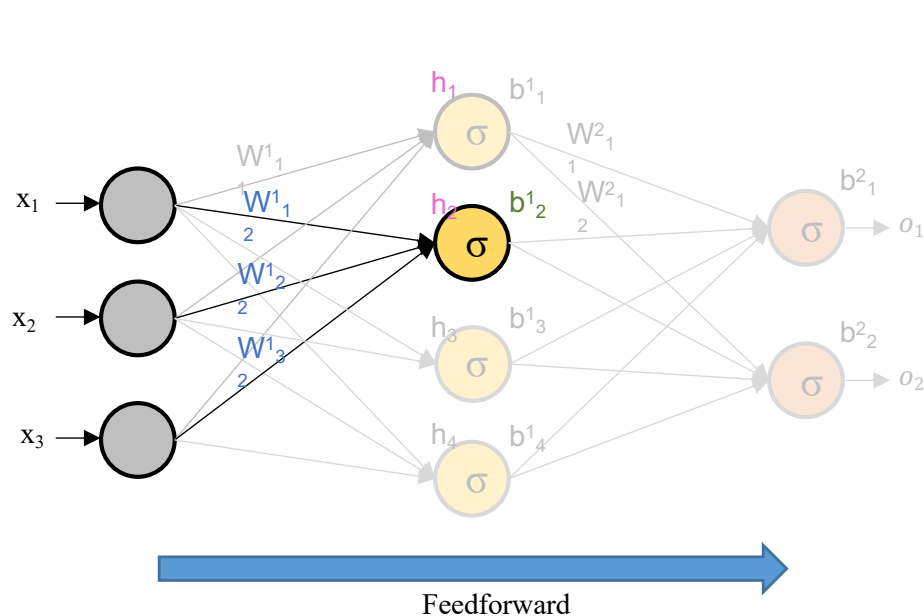 h₁
b¹₁
W¹₁
1
W²₁
1
x₁
W¹₁
2
h₂
b¹₂
W²₁
2
b²₁
σ
σ
σ
o₁
W¹₂
2
x₂
h₃
b¹₃
b²₂
W¹₃
2
σ
σ
o₂
x₃
h₄
b¹₄
σ
Feedforward